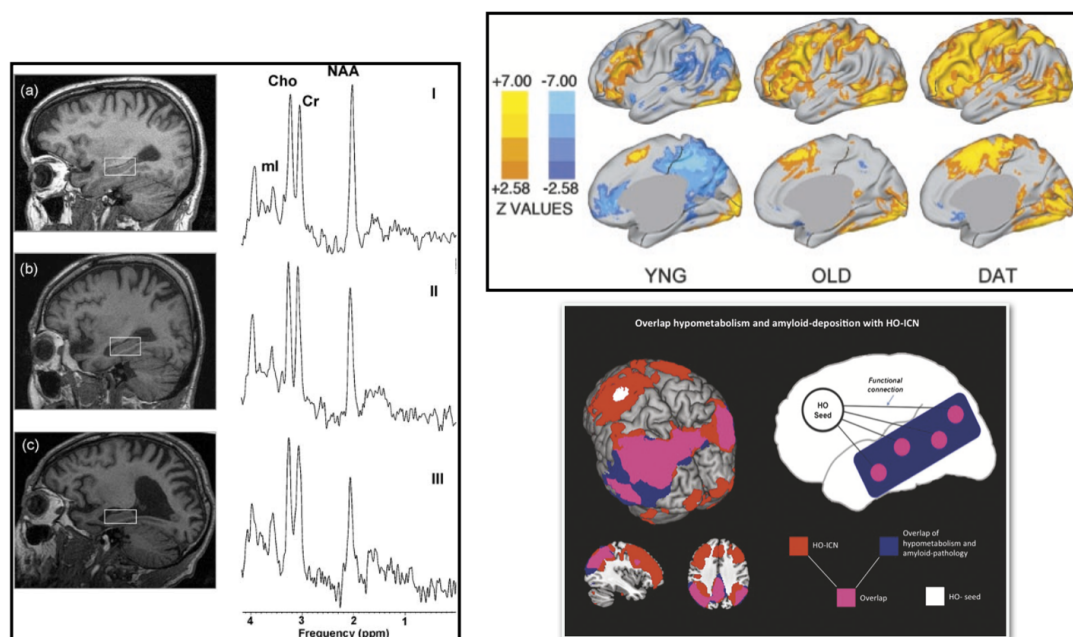 (a)
Cho
NAA
Cr
I
mI
(b)
II
(c)
III
4 3 2 1
Frequency (ppm)
+7.00 -7.00
+2.58 -2.58
Z VALUES
YNG OLD DAT
Overlap hypometabolism and amyloid-deposition with HO-ICN
Functional
connection
HO
Seed
HO-ICN
Overlap of
hypometabolism and
amyloid-pathology
Overlap
HO- seed